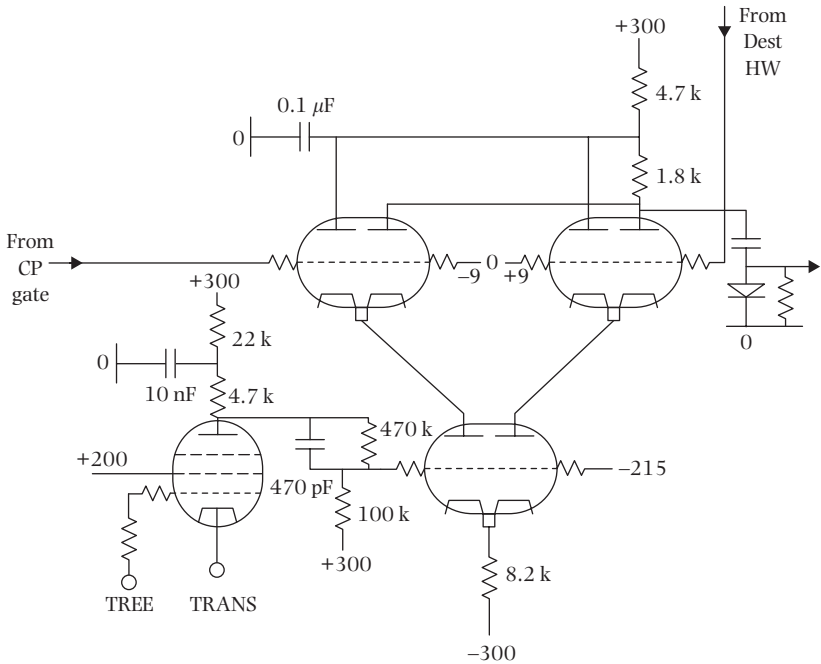 From
Dest
HW
+300
4.7 k
0.1 μF
0
1.8 k
From
CP
gate
–9
0
+9
+300
22 k
0
10 nF
4.7 k
0
470 k
+200
470 pF
–215
100 k
+300
8.2 k
TREE
TRANS
–300